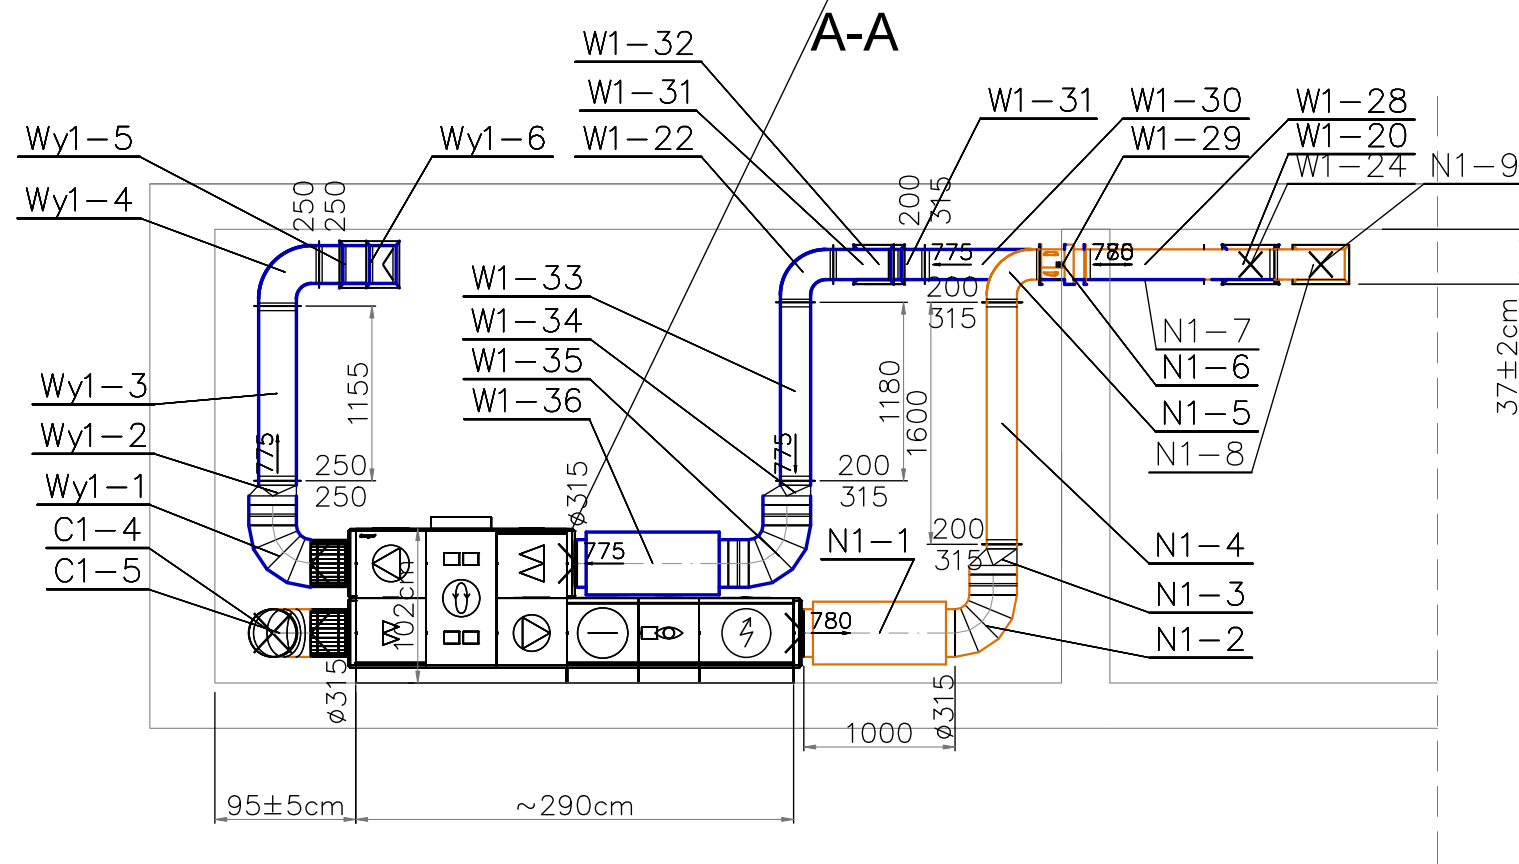 A-A
W1-32
W1-31
W1-22
W1-31
W1-30
W1-29
W1-28
W1-20
W1-24
N1-9
Wy1-5
Wy1-6
Wy1-4
250
250
200
315
775
780
W1-33
W1-34
W1-35
W1-36
200
315
N1-7
N1-6
N1-5
N1-8
37±2cm
Wy1-3
Wy1-2
Wy1-1
C1-4
C1-5
1155
1180
1600
775
250
250
775
200
315
ø315
775
N1-1
200
315
N1-4
N1-3
N1-2
102cm
780
ø315
ø315
1000
95±5cm
~290cm